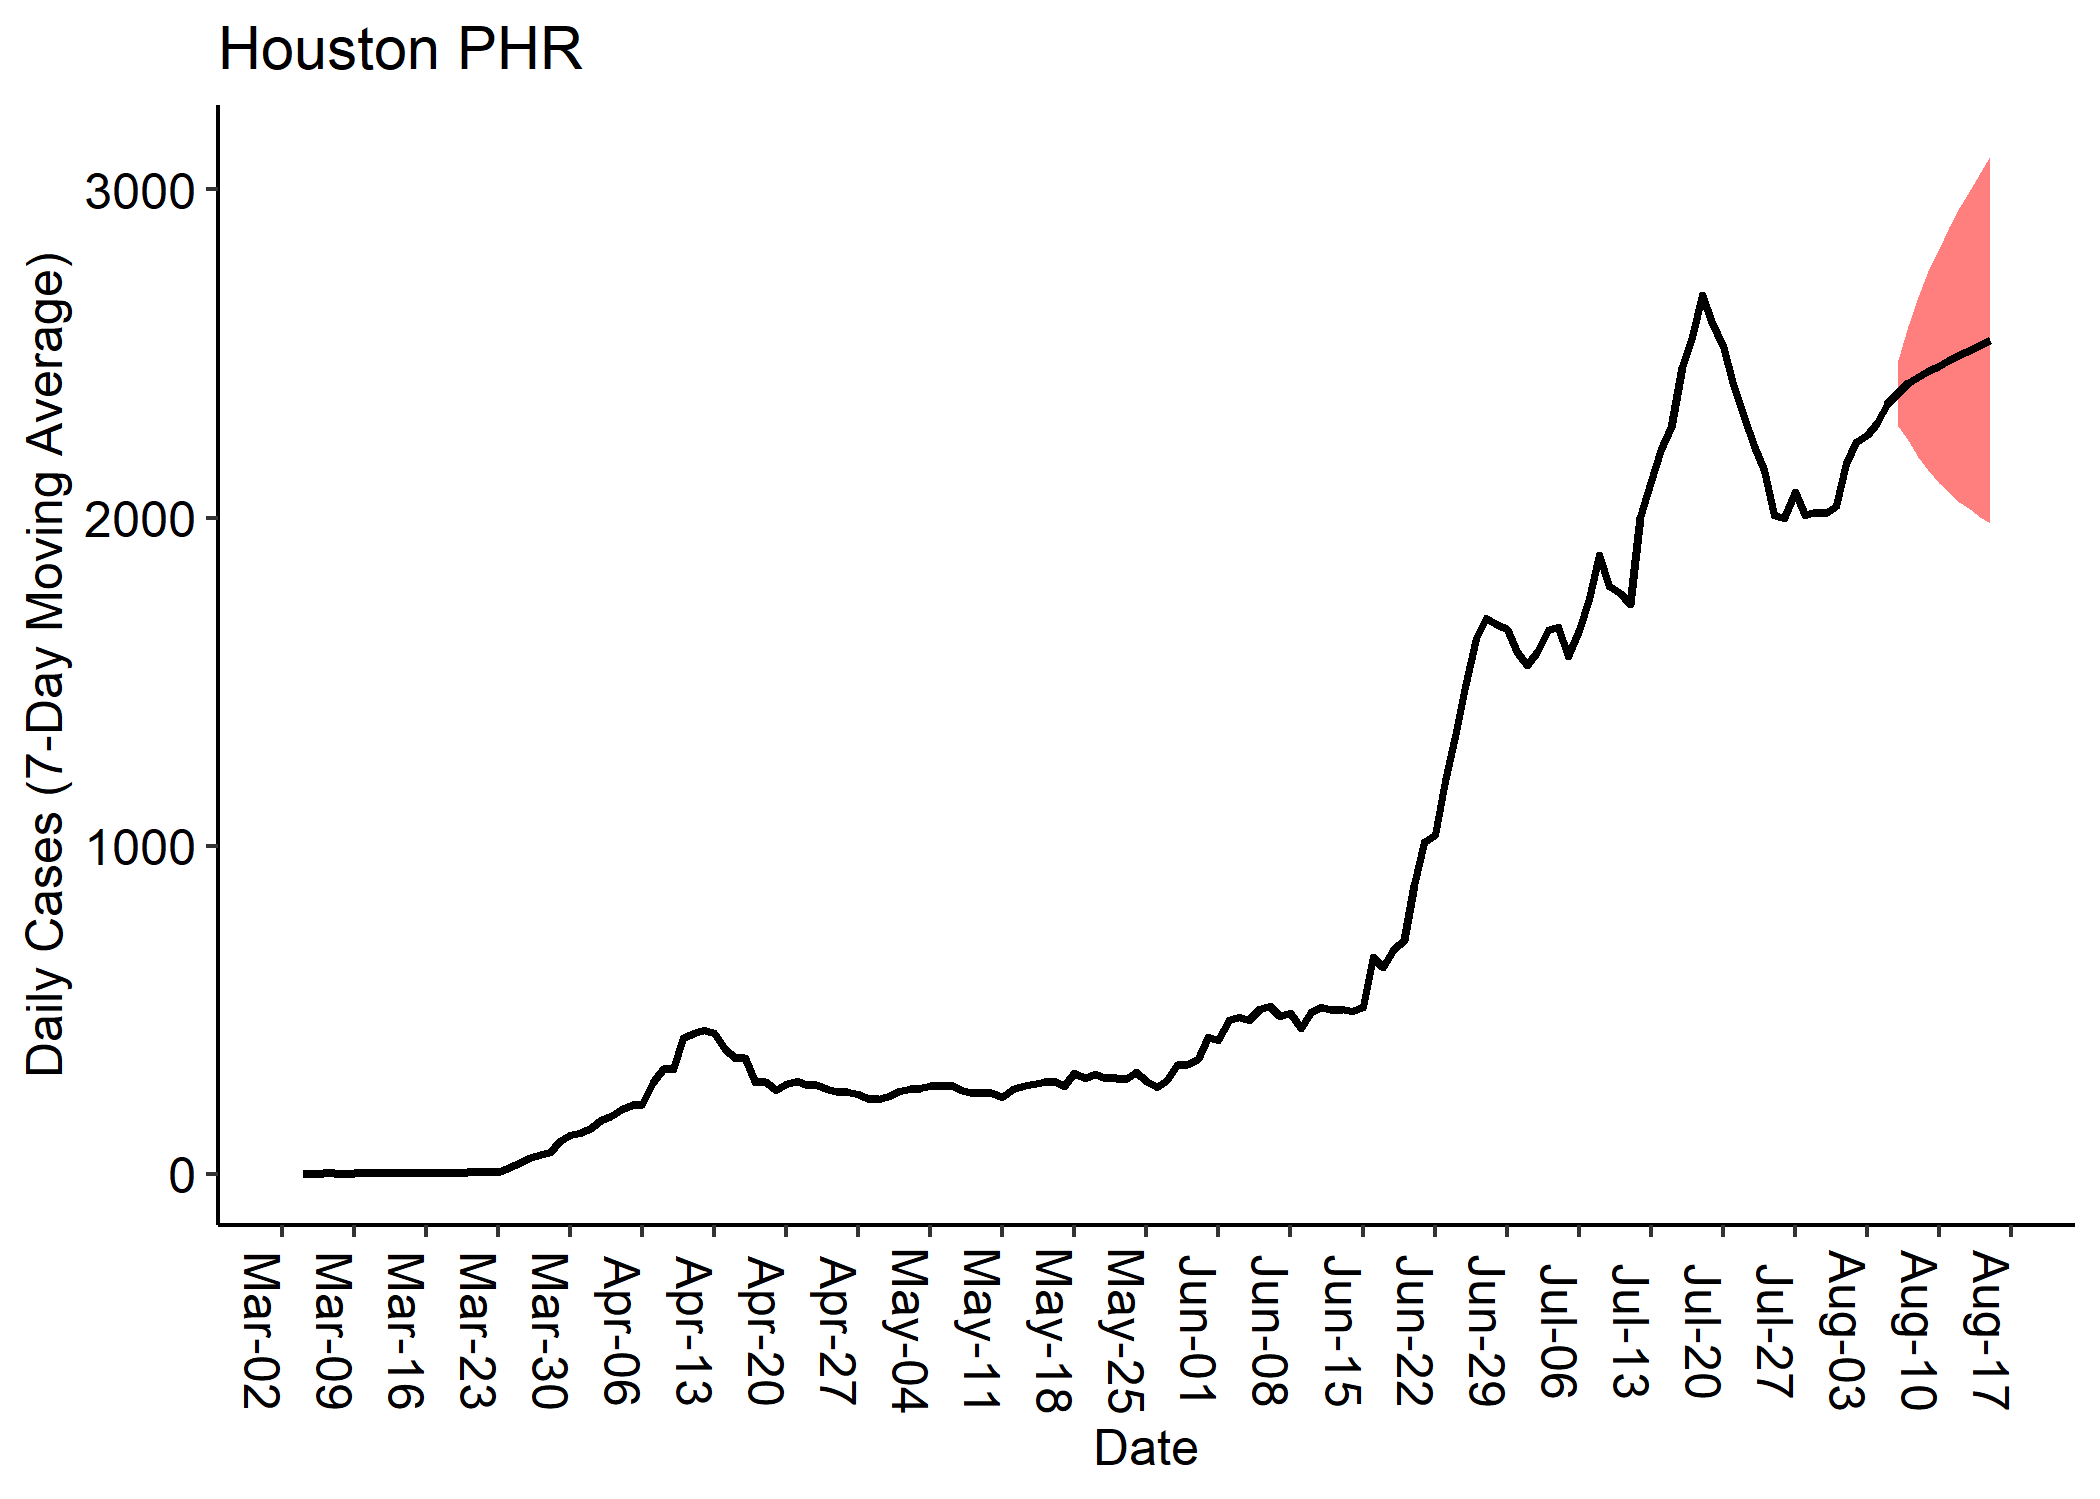 Houston PHR
Daily Cases (7-Day Moving Average)
3000
2000
1000
0
Mar-02
Mar-09
Mar-16
Mar-23
Mar-30
Apr-06
Apr-13
Apr-20
Apr-27
May-04
May-11
May-18
May-25
Jun-01
Jun-08
Jun-15
Jun-22
Jun-29
Jul-06
Jul-13
Jul-20
Jul-27
Aug-03
Aug-10
Aug-17
Date